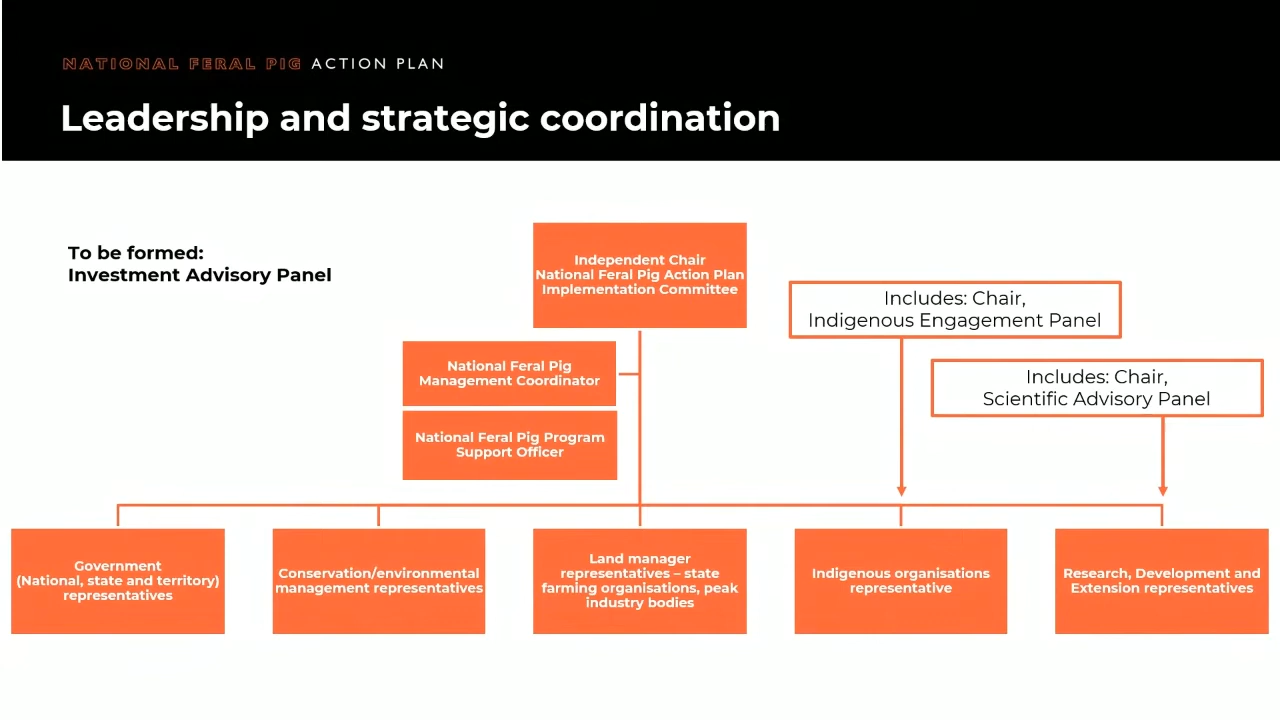 NATIONAL FERAL PIG ACTION PLAN
Leadership and strategic coordination
To be formed:
Investment Advisory Panel
Independent Chair
National Feral Pig Action Plan
Implementation Committee
Includes: Chair,
Indigenous Engagement Panel
National Feral Pig
Management Coordinator
Includes: Chair,
Scientific Advisory Panel
National Feral Pig Program
Support Officer
Government
(National, state and territory)
representatives
Conservation/environmental
management representatives
Land manager
representatives – state
farming organisations, peak
industry bodies
Indigenous organisations
representative
Research, Development and
Extension representatives